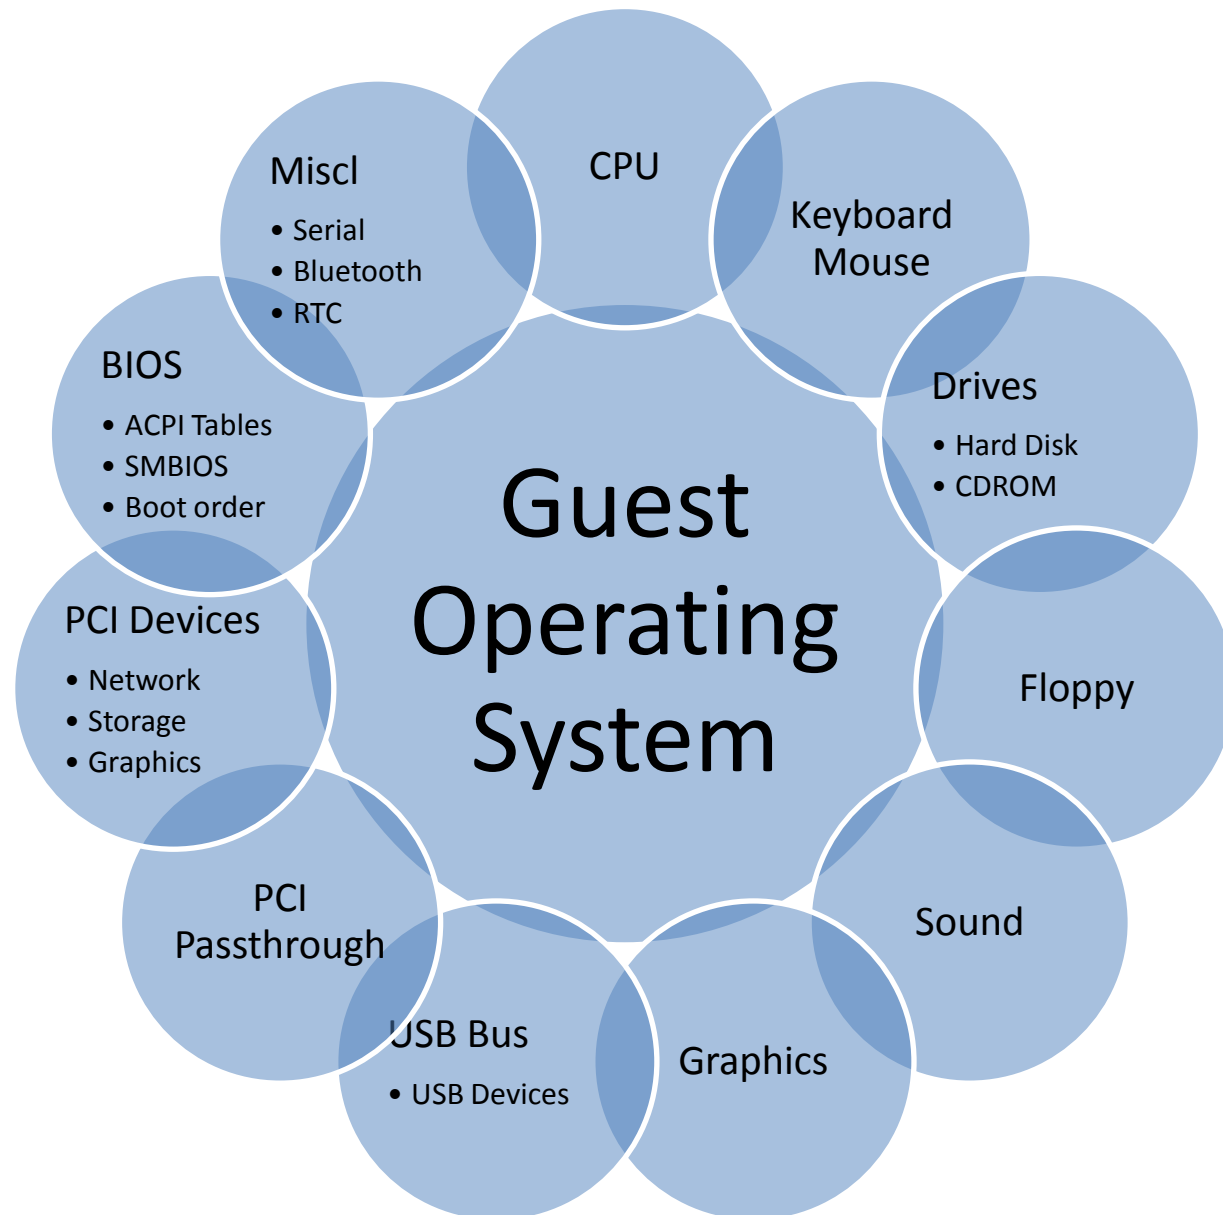 CPU
Keyboard
Mouse
Drives
• Hard Disk
• CDROM
Floppy
Sound
Graphics
USB Bus
• USB Devices
PCI
Passthrough
PCI Devices
• Network
• Storage
• Graphics
BIOS
• ACPI Tables
• SMBIOS
• Boot order
Miscl
• Serial
• Bluetooth
• RTC
Guest
Operating
System